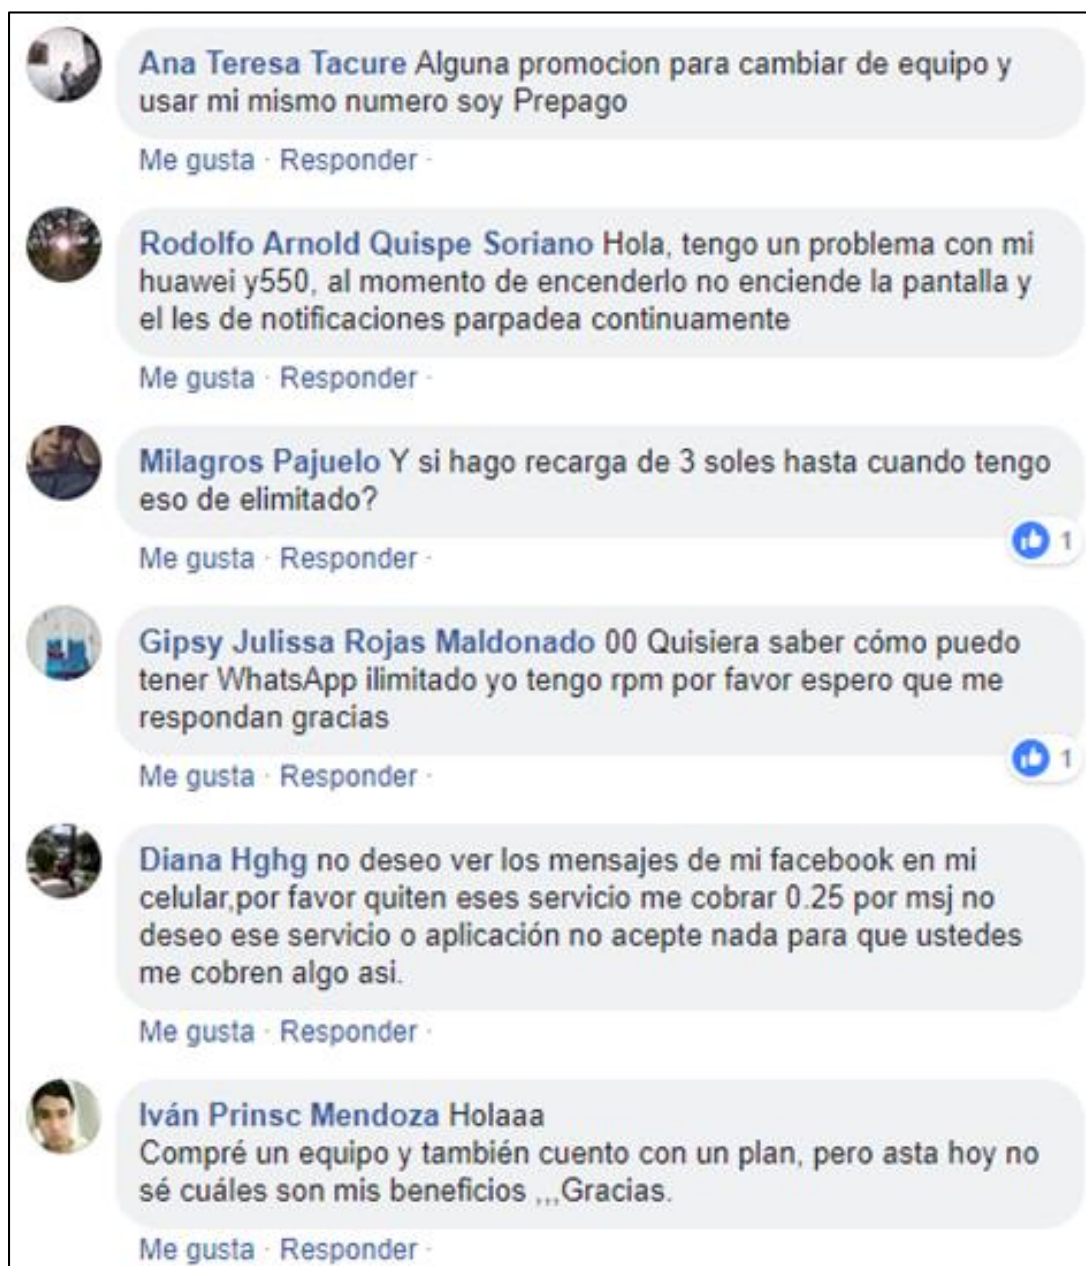 Ana Teresa Tacure Alguna promocion para cambiar de equipo y
usar mi mismo numero soy Prepago
Me gusta · Responder ·
Rodolfo Arnold Quispe Soriano Hola, tengo un problema con mi
huawei y550, al momento de encenderlo no enciende la pantalla y
el les de notificaciones parpadea continuamente
Me gusta · Responder ·
Milagros Pajuelo Y si hago recarga de 3 soles hasta cuando tengo
eso de elimitado?
1
Me gusta · Responder ·
Gipsy Julissa Rojas Maldonado 00 Quisiera saber cómo puedo
tener WhatsApp ilimitado yo tengo rpm por favor espero que me
respondan gracias
1
Me gusta · Responder ·
Diana Hghg no deseo ver los mensajes de mi facebook en mi
celular,por favor quiten eses servicio me cobrar 0.25 por msj no
deseo ese servicio o aplicación no acepte nada para que ustedes
me cobren algo asi.
Me gusta · Responder ·
Iván Prinsc Mendoza Holaaa
Compré un equipo y también cuento con un plan, pero asta hoy no
sé cuáles son mis beneficios ,,,Gracias.
Me gusta · Responder ·